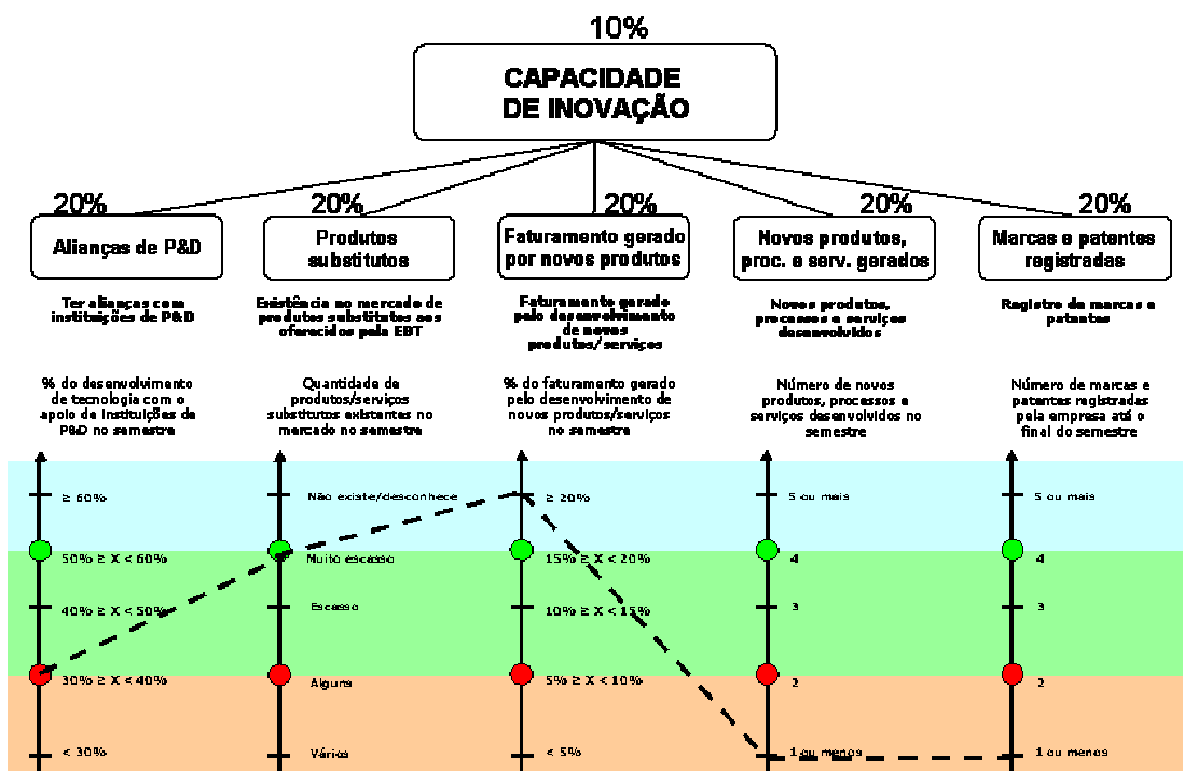 10%
CAPACIDADE
DE INOVAÇÃO
20%
20%
20%
20%
20%
Alianças de P&D
Produtos
substitutos
Faturamento gerado
por novos produtos
Novos produtos,
proc. e serv. gerados
Marcas e patentes
registradas
Ter alianças com
instituições de P&D
Existência no mercado de
produtos substitutos aos
oferecidos pela EBT
Faturamento gerado
pelo desenvolvimento
de novos
produtos/serviços
Novos produtos,
processos e serviços
desenvolvidos
Registro de marcas e
patentes
% do desenvolvimento
de tecnologia com o
apoio de instituições de
P&D no semestre
Quantidade de
produtos/serviços
substitutos existentes no
mercado no semestre
% do faturamento gerado
pelo desenvolvimento de
novos produtos/serviços
no semestre
Número de novos
produtos, processos e
serviços desenvolvidos no
semestre
Número de marcas e
patentes registradas
pela empresa até o
final do semestre
≥ 60%
Não existe/desconhece
≥ 20%
5 ou mais
5 ou mais
50% ≥ X < 60%
Muito escasso
15% ≥ X < 20%
4
4
40% ≥ X < 50%
Escasso
10% ≥ X < 15%
3
3
30% ≥ X < 40%
Alguns
5% ≥ X < 10%
2
2
< 30%
Vários
< 5%
1 ou menos
1 ou menos